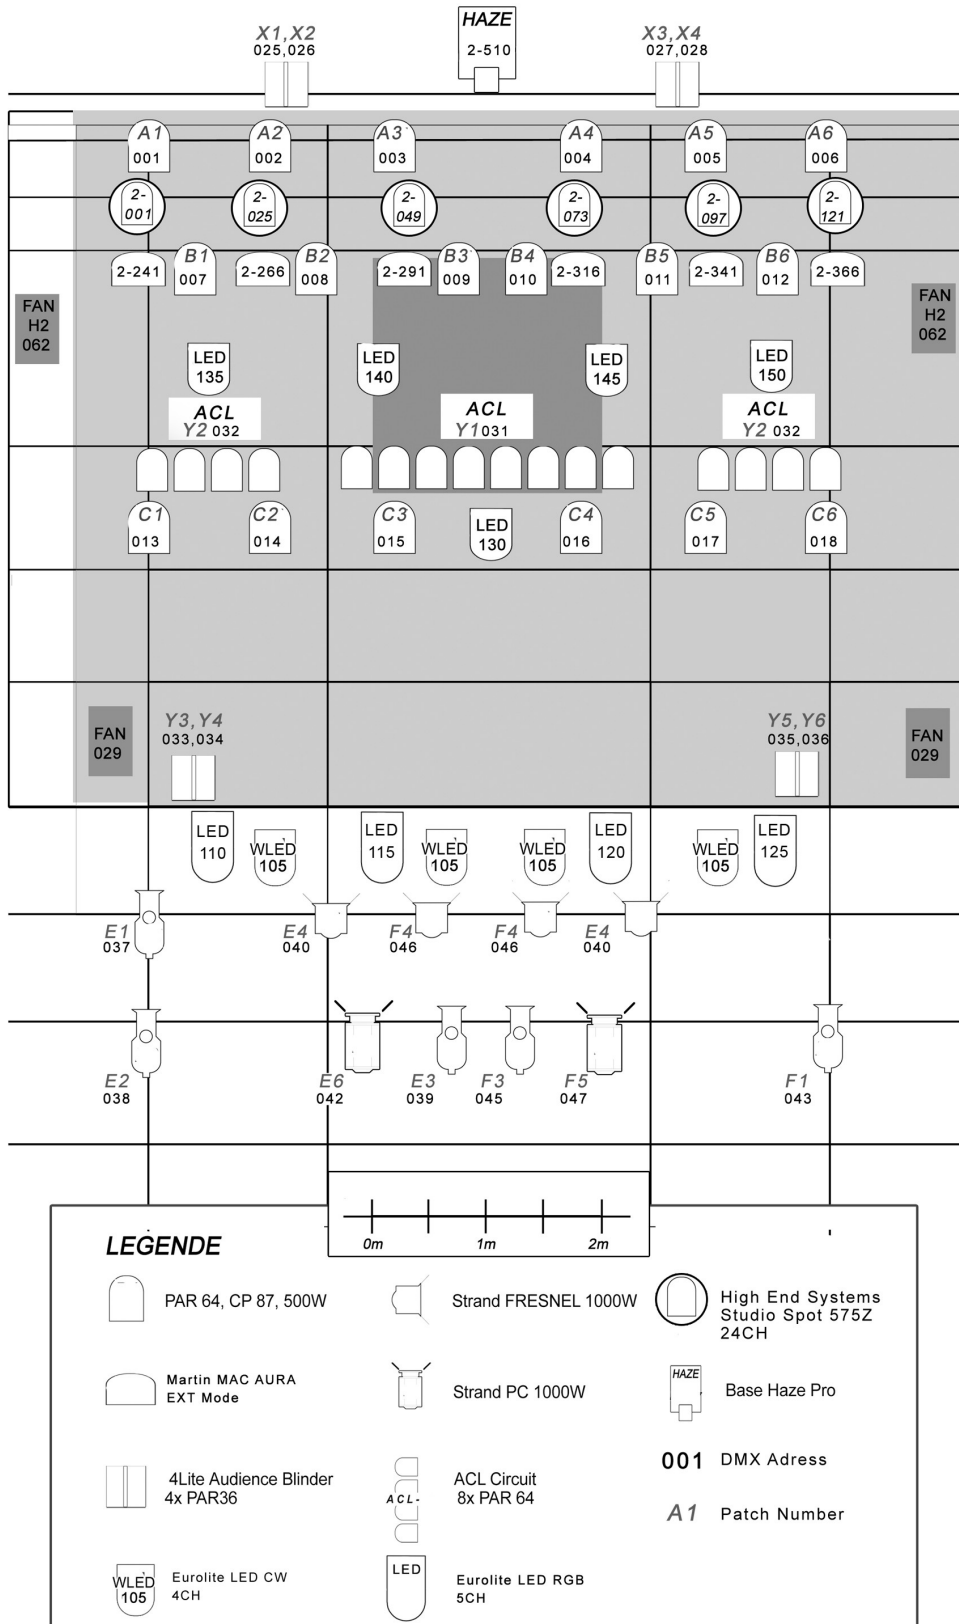 X1,X2
025,026
HAZE
2-510
X3,X4
027,028
A1
001
A2
002
A3
003
A4
004
A5
005
A6
006
2-
001
2-
025
2-
049
2-
073
2-
097
2-
121
2-241
B1
007
2-266
B2
008
2-291
B3
009
B4
010
2-316
B5
011
2-341
B6
012
2-366
FAN
H2
062
FAN
H2
062
LED
135
LED
140
LED
145
LED
150
ACL
Y2 032
ACL
Y1 031
ACL
Y2 032
C1
013
C2
014
C3
015
LED
130
C4
016
C5
017
C6
018
FAN
029
Y3,Y4
033,034
Y5,Y6
035,036
FAN
029
LED
110
WLED
105
LED
115
WLED
105
WLED
105
LED
120
WLED
105
LED
125
E1
037
E4
040
F4
046
F4
046
E4
040
E2
038
E6
042
E3
039
F3
045
F5
047
F1
043
0m 1m 2m
LEGENDE
PAR 64, CP 87, 500W
Strand FRESNEL 1000W
High End Systems
Studio Spot 575Z
24CH
Martin MAC AURA
EXT Mode
Strand PC 1000W
HAZE
Base Haze Pro
4Lite Audience Blinder
4x PAR36
ACL-
ACL Circuit
8x PAR 64
001 DMX Adress
A1 Patch Number
WLED
105
Eurolite LED CW
4CH
LED
Eurolite LED RGB
5CH